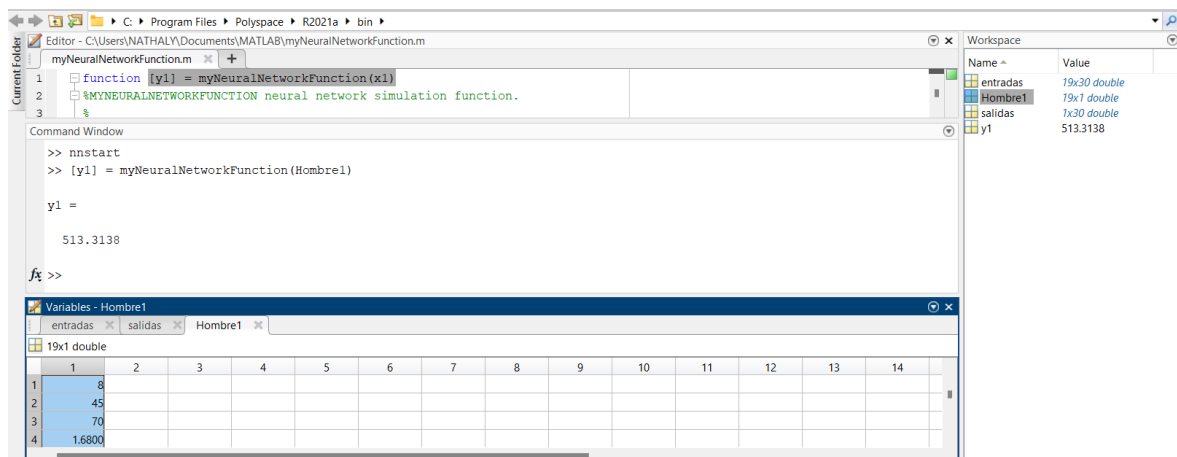 C: ▸ Program Files ▸ Polyspace ▸ R2021a ▸ bin ▸
Current Folder
Editor - C:\Users\NATHALY\Documents\MATLAB\myNeuralNetworkFunction.m
myNeuralNetworkFunction.m × +
1 function [y1] = myNeuralNetworkFunction(x1)
2 %MYNEURALNETWORKFUNCTION neural network simulation function.
3 %
Command Window
>> nnstart
>> [y1] = myNeuralNetworkFunction(Hombre1)
y1 =
513.3138
fx >>
Variables - Hombre1
entradas × salidas × Hombre1 ×
19x1 double
1 2 3 4 5 6 7 8 9 10 11 12 13 14
1 8
2 45
3 70
4 1.6800
Workspace
Name Value
entradas 19x30 double
Hombre1 19x1 double
salidas 1x30 double
y1 513.3138